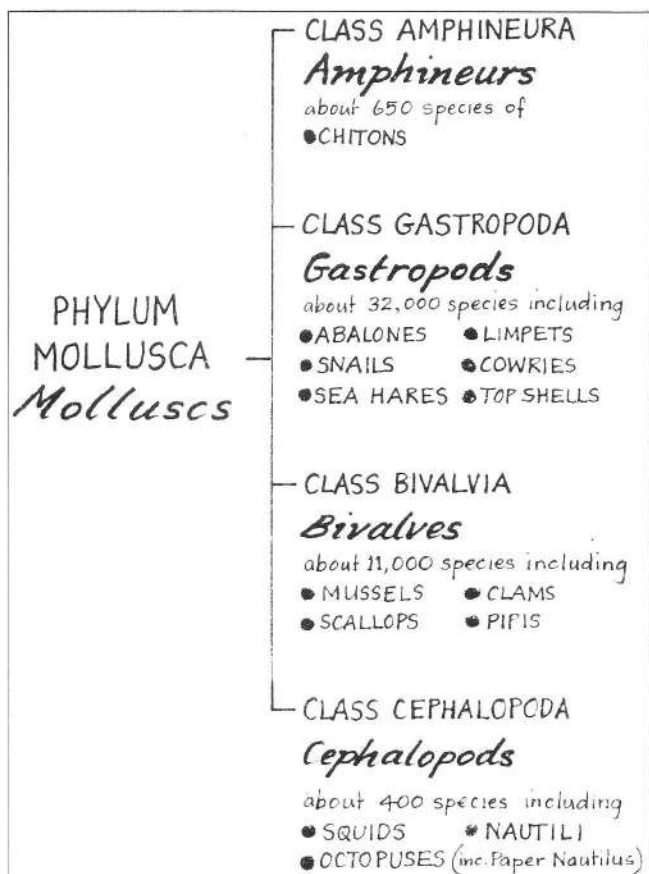 CLASS AMPHINEURA
Amphineurs
about 650 species of
●CHITONS
CLASS GASTROPODA
Gastropods
about 32,000 species including
●ABALONES ●LIMPETS
●SNAILS ●COWRIES
●SEA HARES ●TOP SHELLS
PHYLUM
MOLLUSCA
Molluscs
CLASS BIVALVIA
Bivalves
about 11,000 species including
●MUSSELS ●CLAMS
●SCALLOPS ●PIPIS
CLASS CEPHALOPODA
Cephalopods
about 400 species including
●SQUIDS ●NAUTILI
●OCTOPUSES (inc. Paper Nautilus)